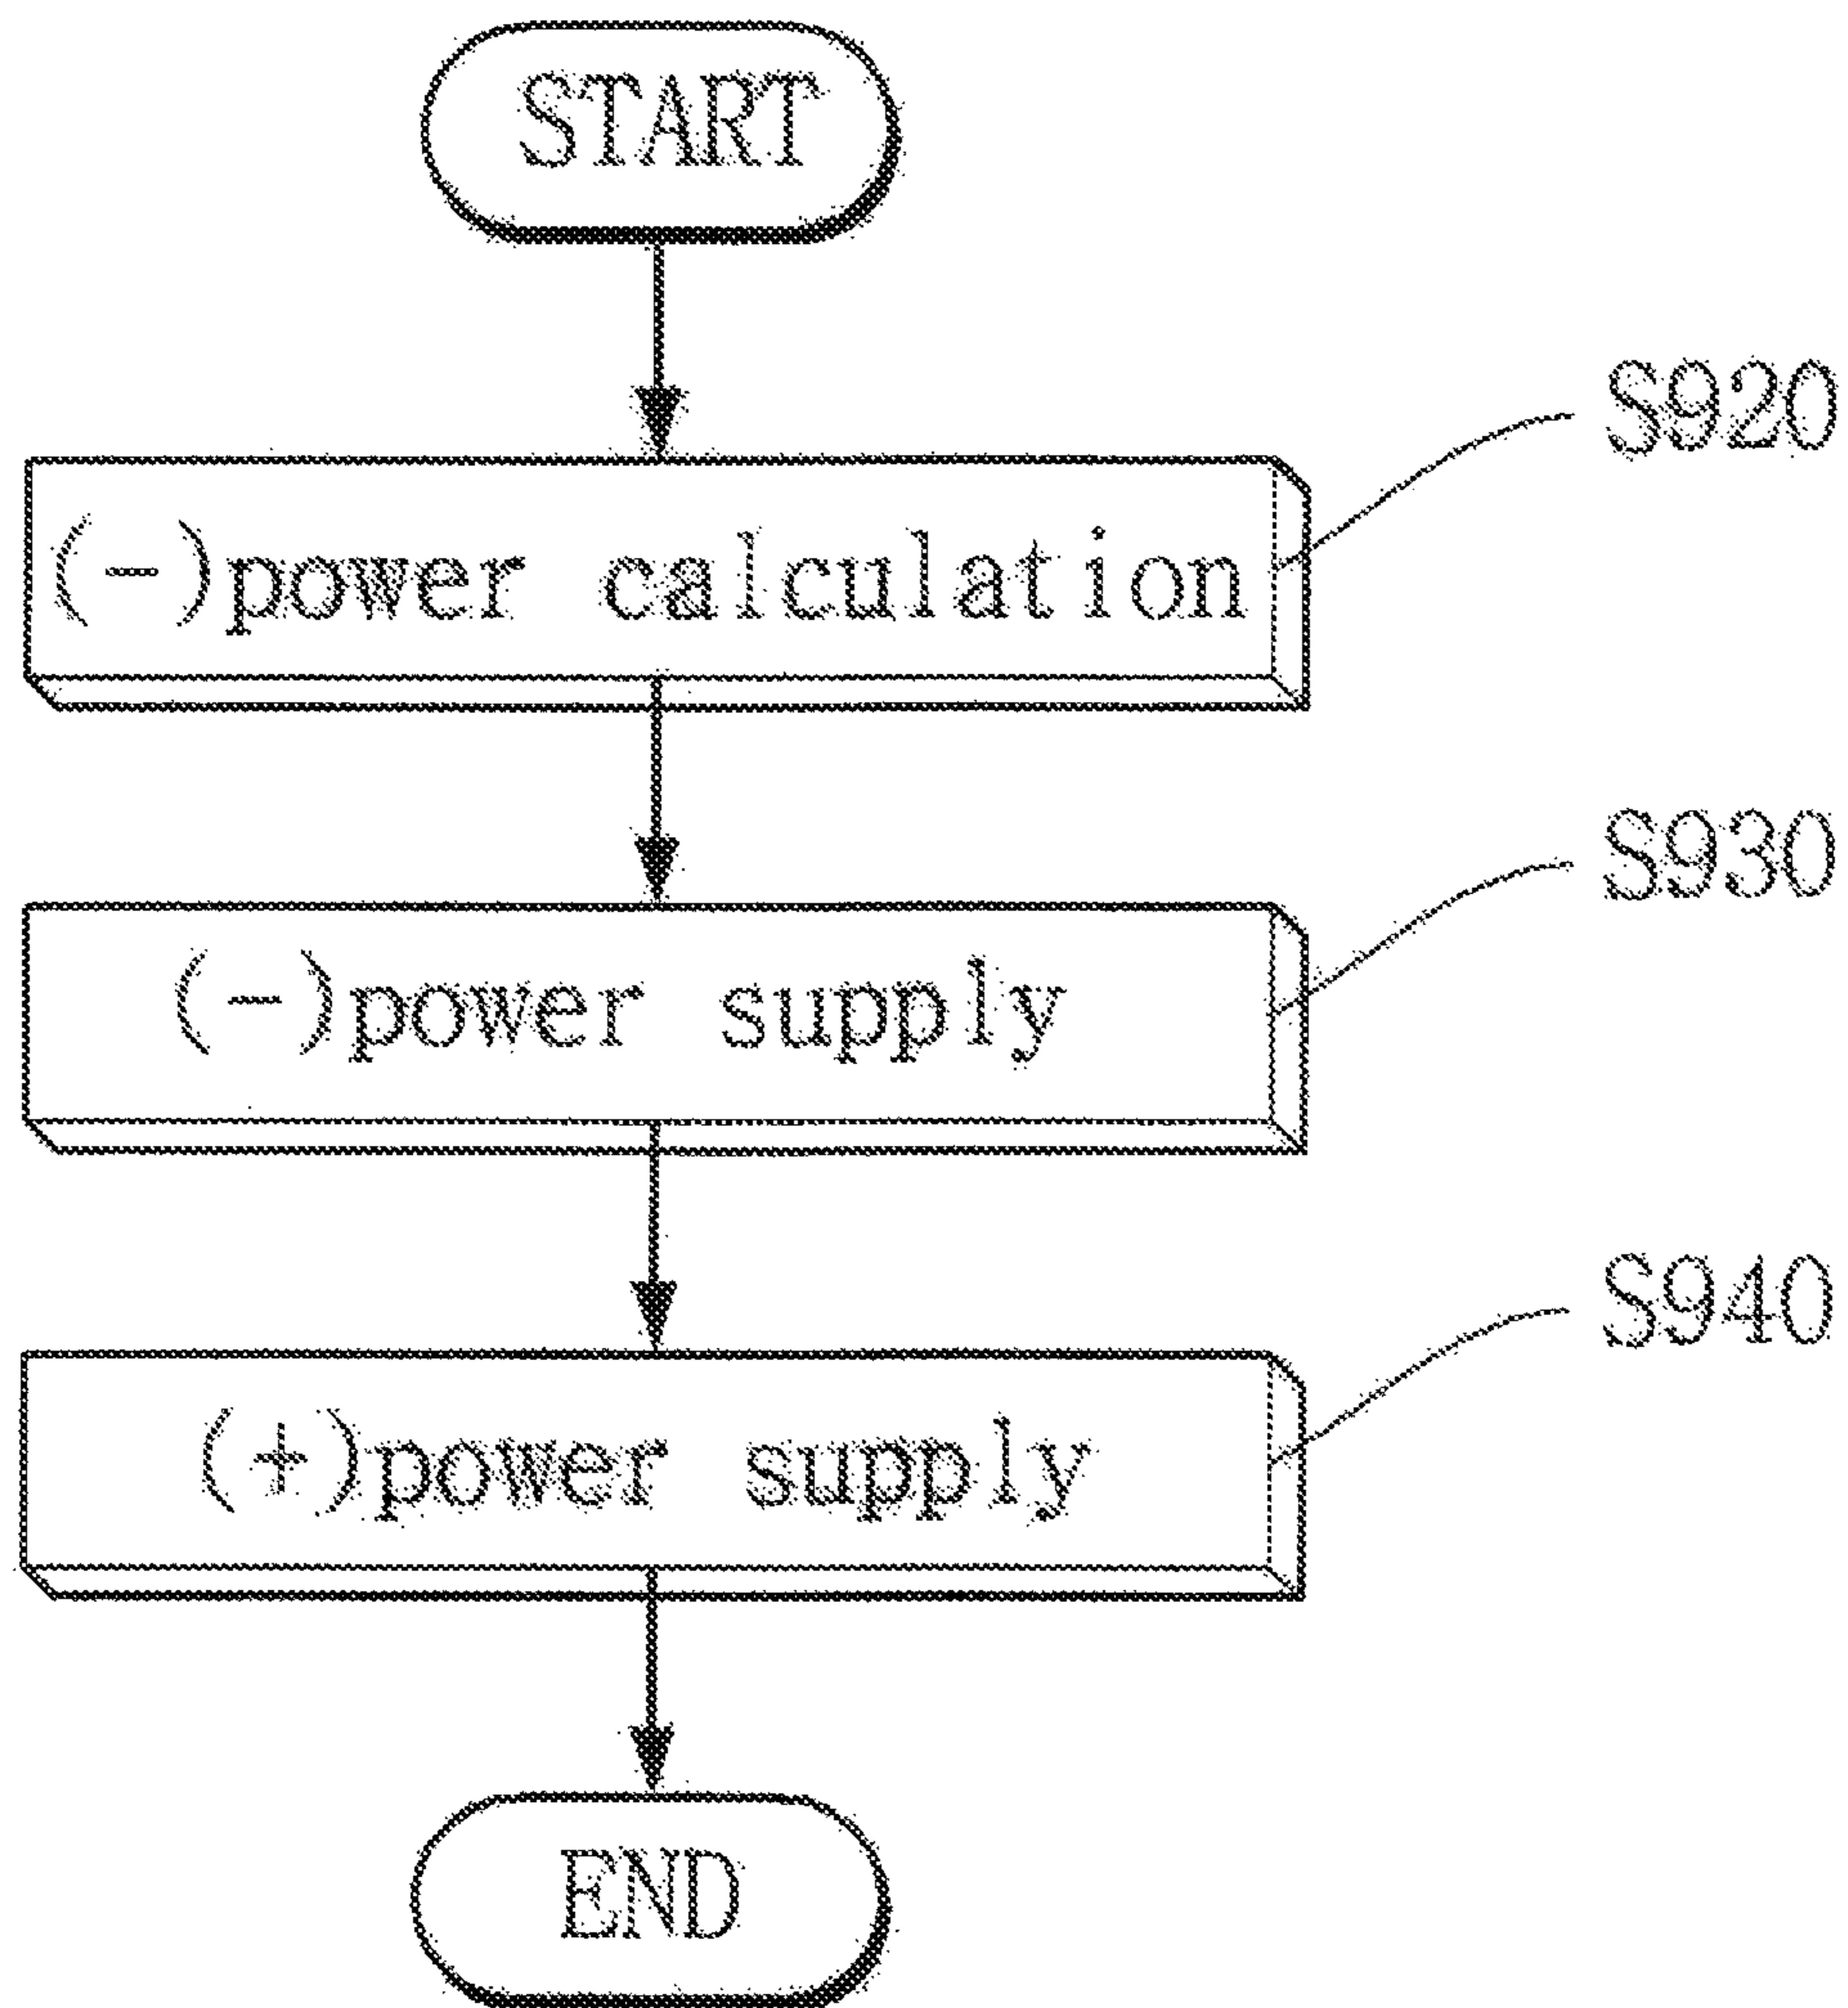 START
S920
(-)power calculation
S930
(-)power supply
S940
(+)power supply
END